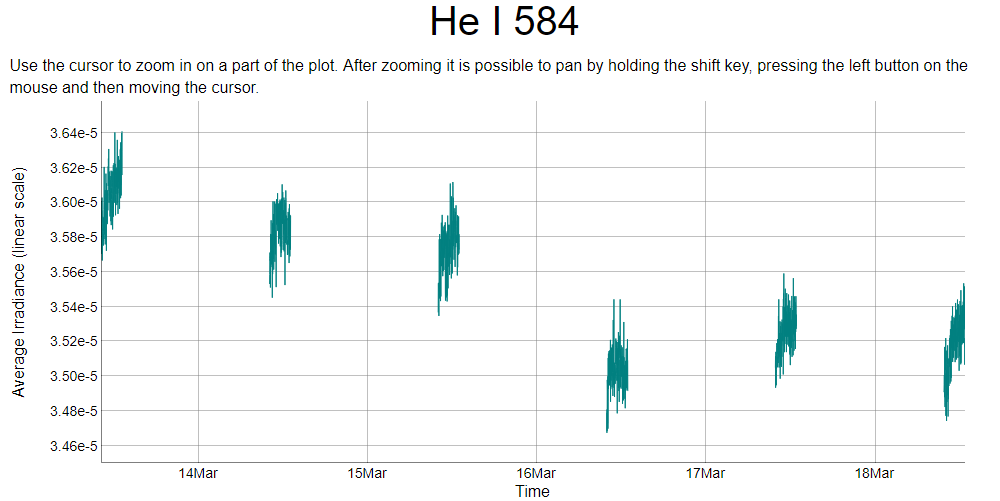 He I 584
Use the cursor to zoom in on a part of the plot. After zooming it is possible to pan by holding the shift key, pressing the left button on the
mouse and then moving the cursor.
Average Irradiance (linear scale)
3.64e-5
3.62e-5
3.60e-5
3.58e-5
3.56e-5
3.54e-5
3.52e-5
3.50e-5
3.48e-5
3.46e-5
14Mar 15Mar 16Mar 17Mar 18Mar
Time